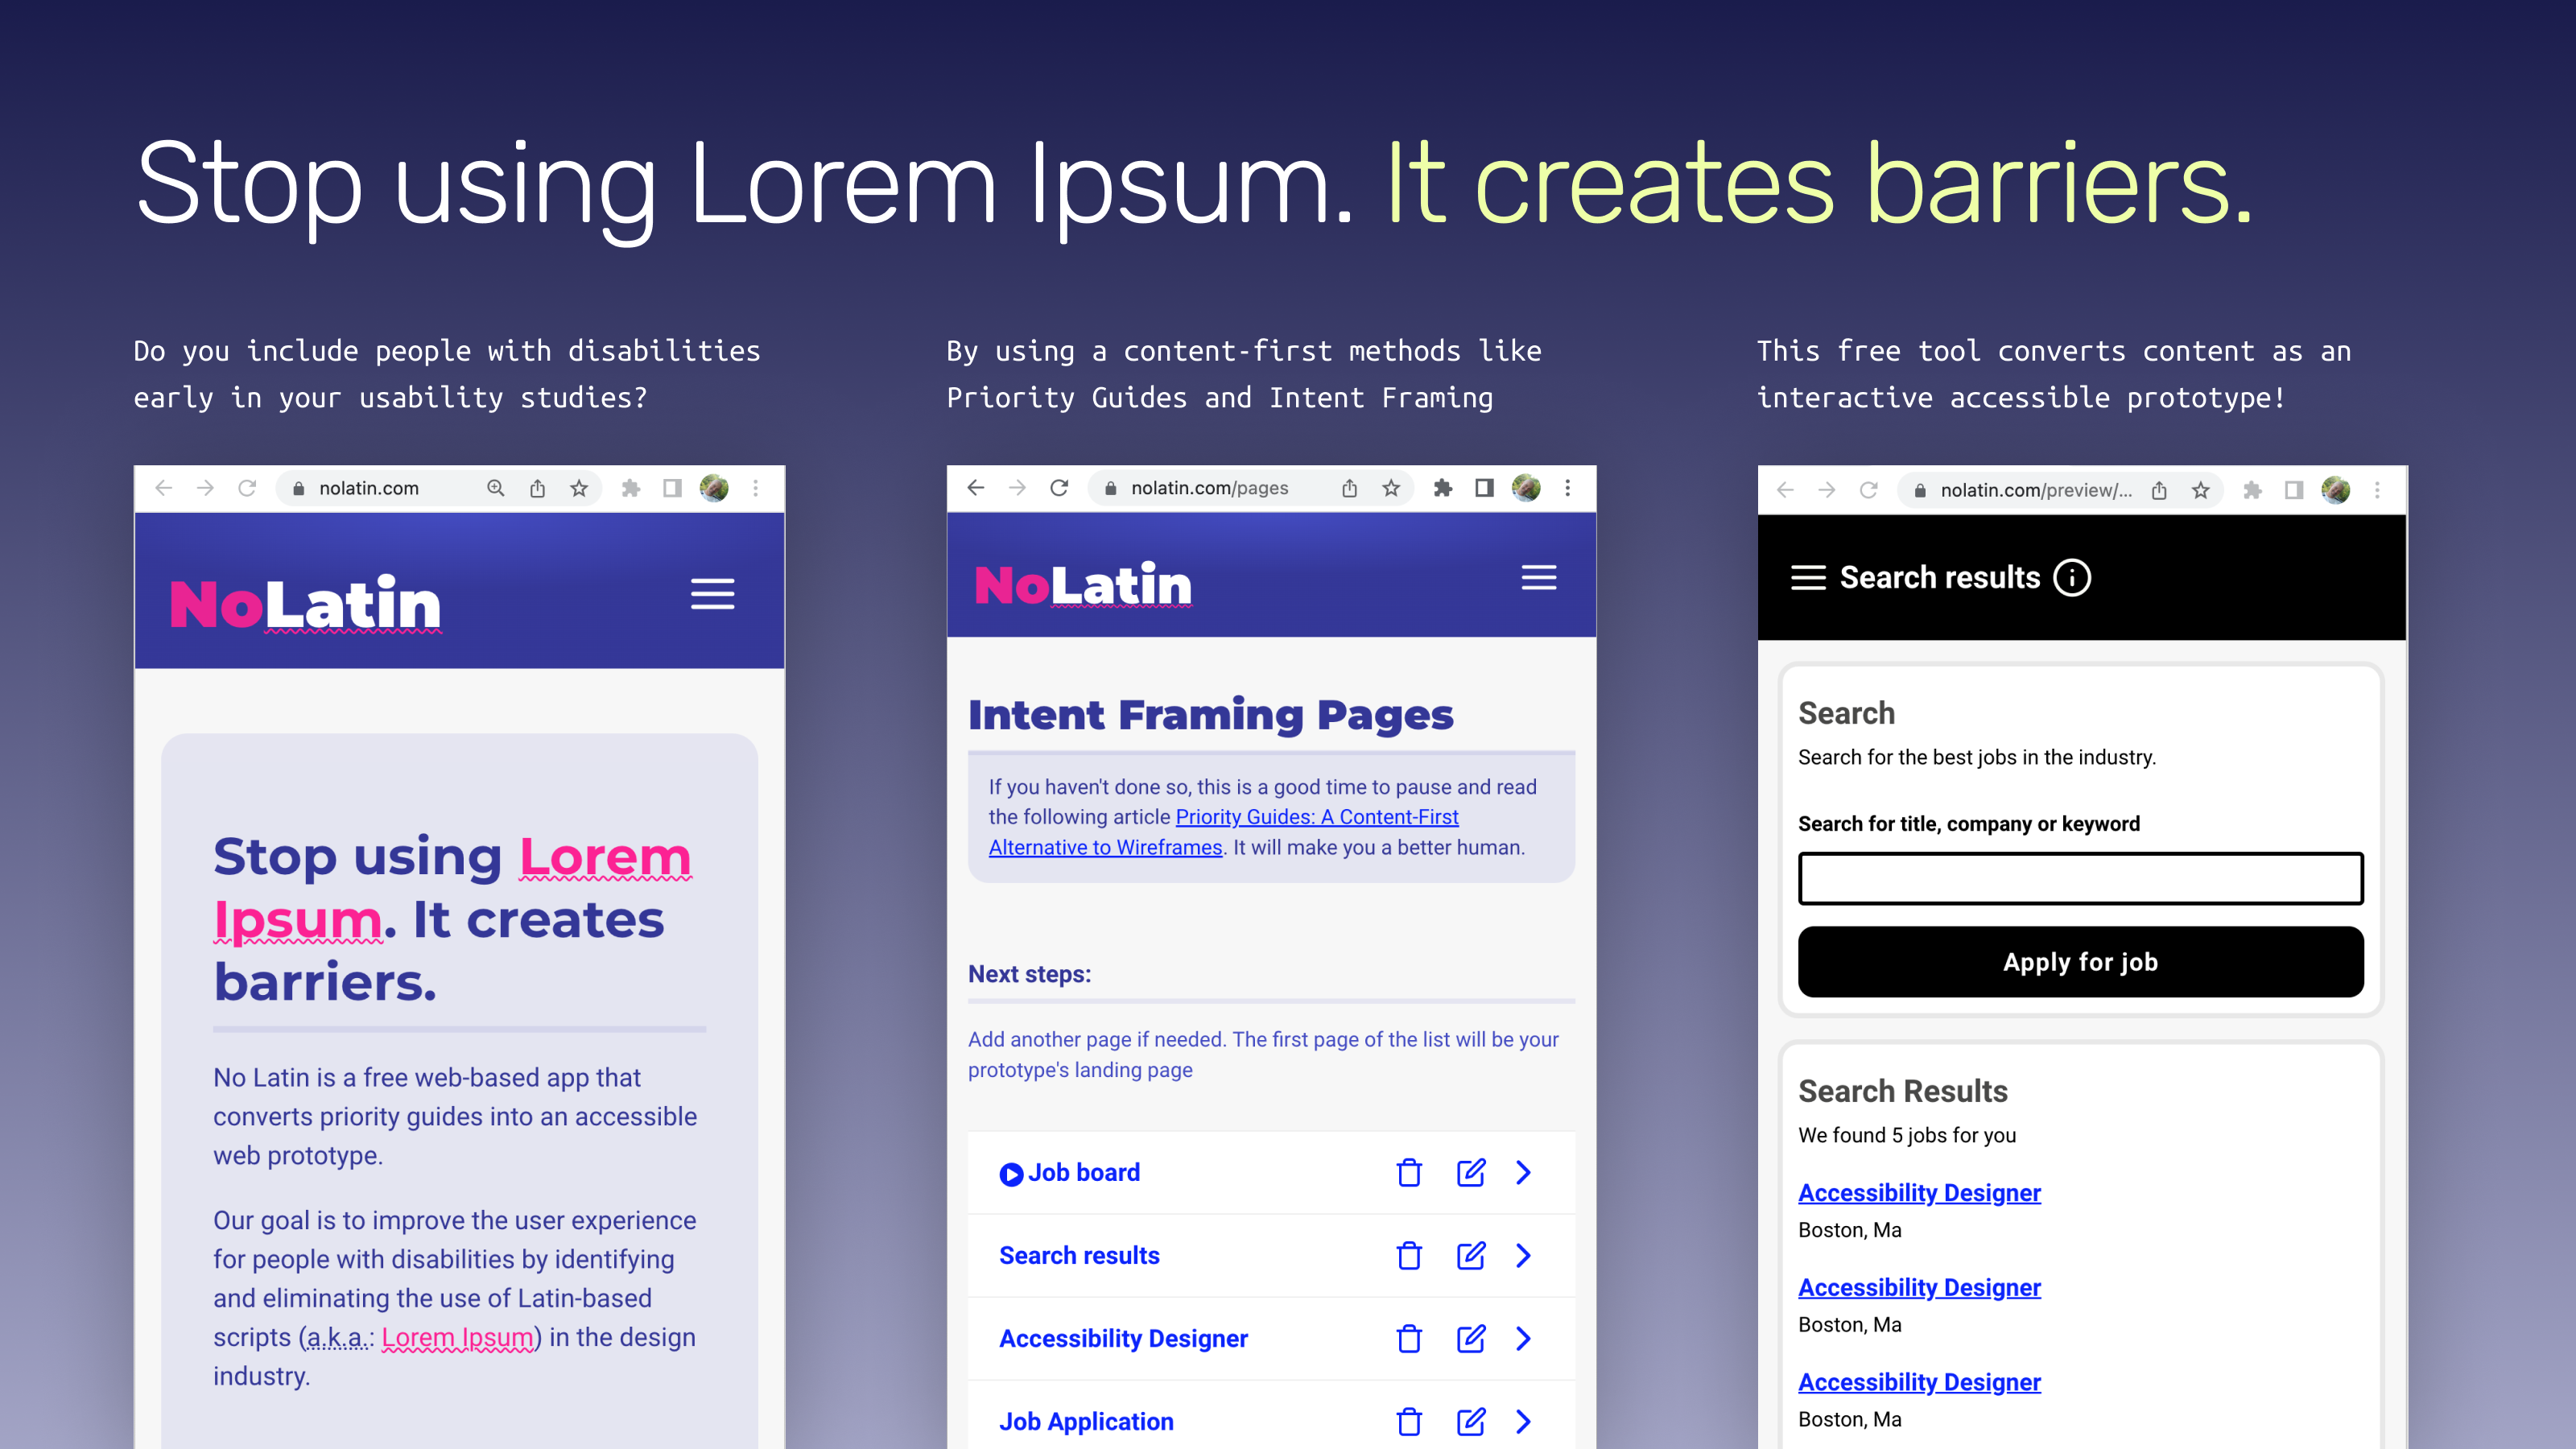 Stop using Lorem Ipsum. It creates barriers.
Do you include people with disabilities
early in your usability studies?
nolatin.com
NoLatin
Stop using Lorem
Ipsum. It creates
barriers.
No Latin is a free web-based app that
converts priority guides into an accessible
web prototype.
Our goal is to improve the user experience
for people with disabilities by identifying
and eliminating the use of Latin-based
scripts (a.k.a.: Lorem Ipsum) in the design
industry.
By using a content-first methods like
Priority Guides and Intent Framing
nolatin.com/pages
NoLatin
Intent Framing Pages
If you haven't done so, this is a good time to pause and read
the following article Priority Guides: A Content-First
Alternative to Wireframes. It will make you a better human.
Next steps:
Add another page if needed. The first page of the list will be your
prototype's landing page
Job board
Search results
Accessibility Designer
Job Application
This free tool converts content as an
interactive accessible prototype!
nolatin.com/preview/...
Search results
Search
Search for the best jobs in the industry.
Search for title, company or keyword
Apply for job
Search Results
We found 5 jobs for you
Accessibility Designer
Boston, Ma
Accessibility Designer
Boston, Ma
Accessibility Designer
Boston, Ma